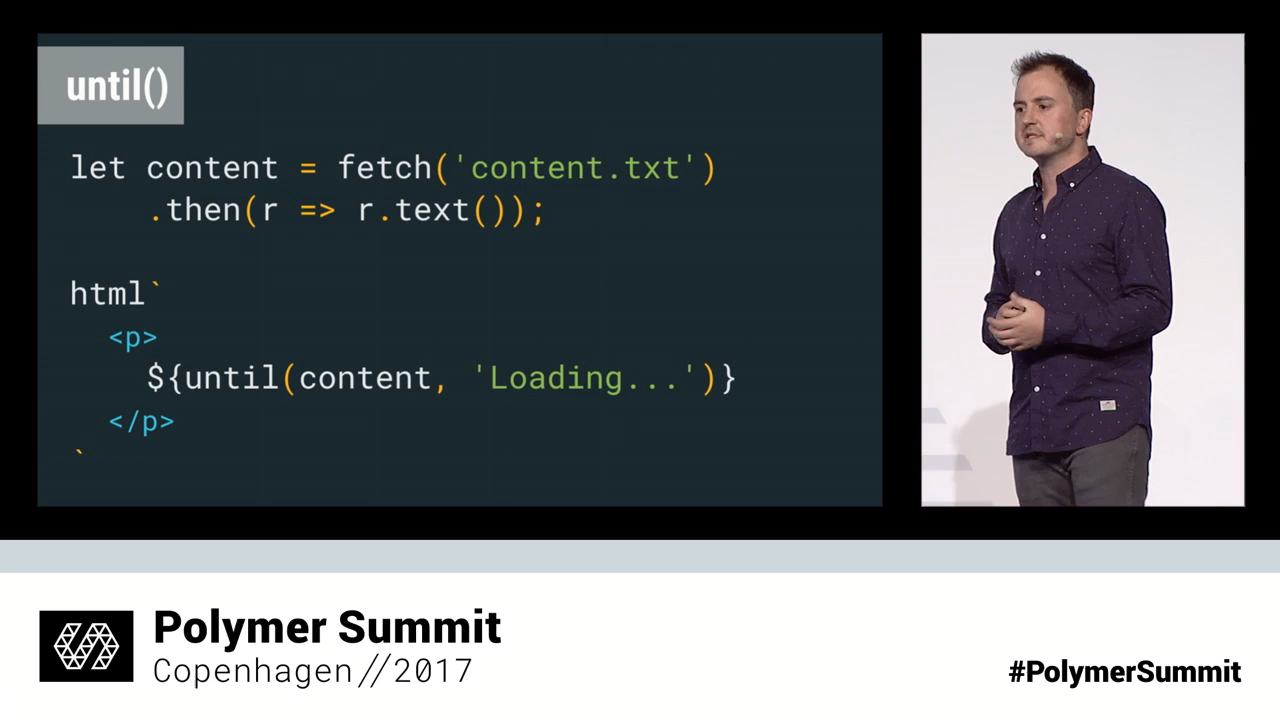 until()
let content = fetch('content.txt')
.then(r => r.text());
html`
<p>
${until(content, 'Loading...')}
</p>
`
Polymer Summit
Copenhagen//2017
#PolymerSummit